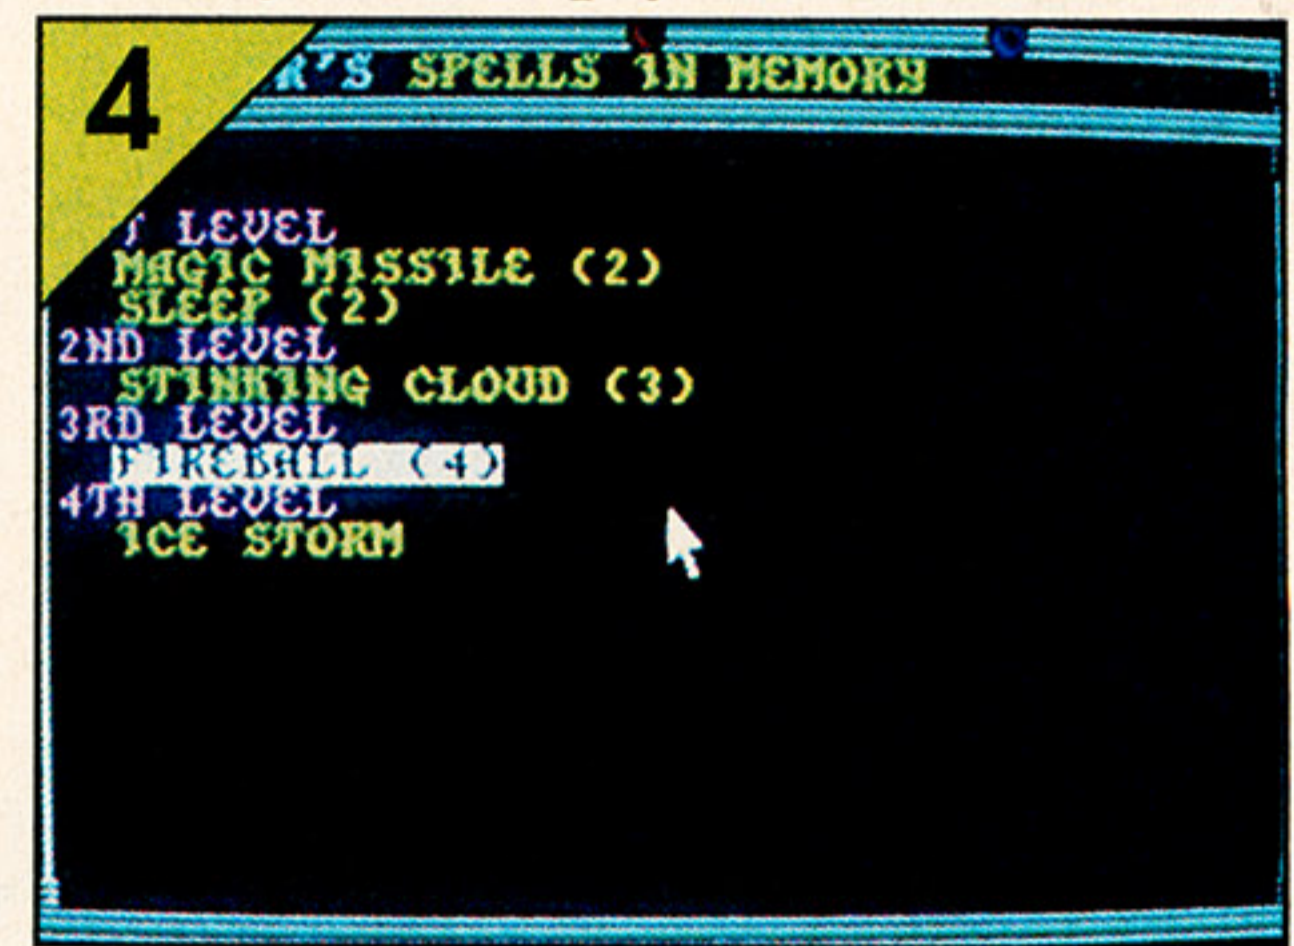 4
R'S SPELLS IN MEMORY
T LEVEL
MAGIC MISSILE (2)
SLEEP (2)
2ND LEVEL
STINKING CLOUD (3)
3RD LEVEL
FIREBALL (4)
4TH LEVEL
ICE STORM